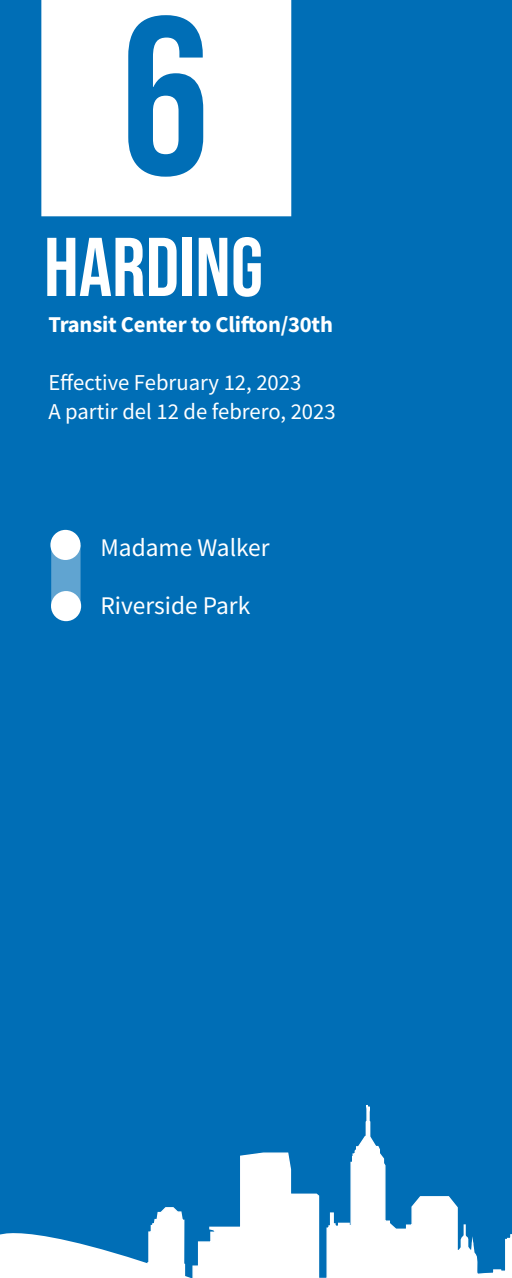 6
HARDING
Transit Center to Clifton/30th
Effective February 12, 2023
A partir del 12 de febrero, 2023
Madame Walker
Riverside Park